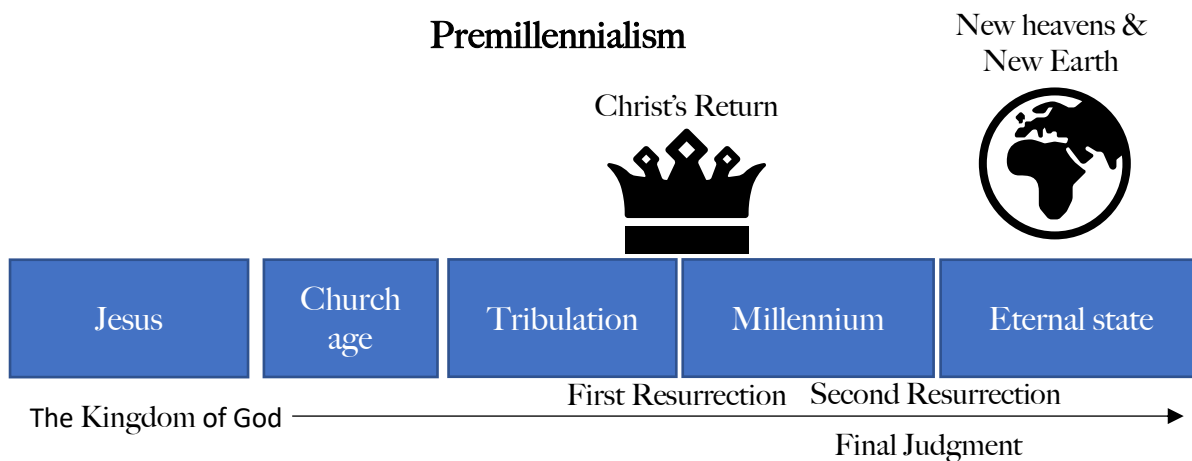 Premillennialism
New heavens &
New Earth
Christ’s Return
Jesus
Church
age
Tribulation
Millennium
Eternal state
First Resurrection
Second Resurrection
The Kingdom of God
Final Judgment